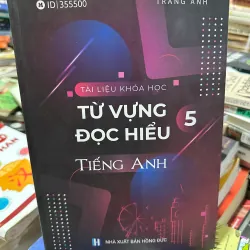 ID|355500
TRANG ANH
TÀI LIỆU KHÓA HỌC
TỪ VỰNG
ĐỌC HIỂU 5
TIẾNG ANH
NHÀ XUẤT BẢN HỒNG ĐỨC